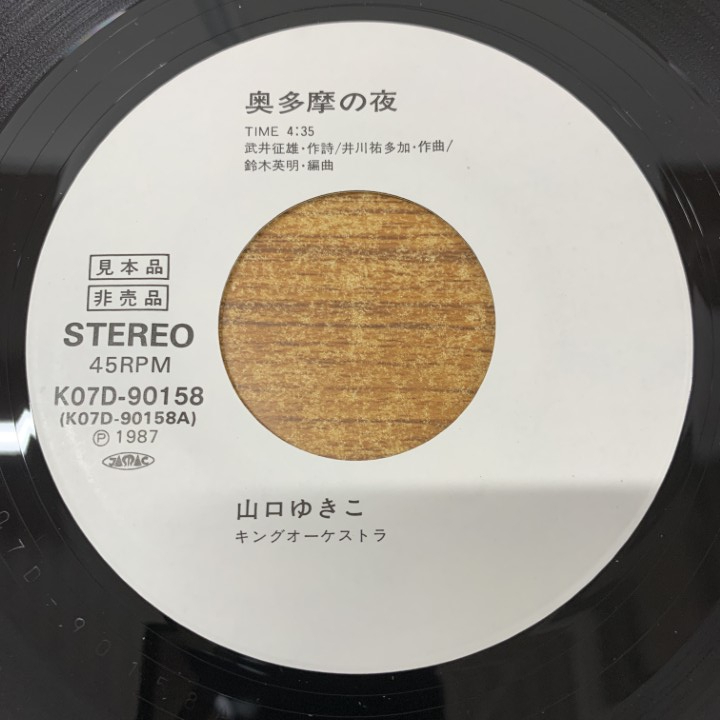 奥多摩の夜
TIME 4:35
武井征雄・作詩/井川祐多加・作曲/
鈴木英明・編曲
見本品
非売品
STEREO
45RPM
K07D-90158
(K07D-90158A)
Ⓟ 1987
JASRAC
山口ゆきこ
キングオーケストラ